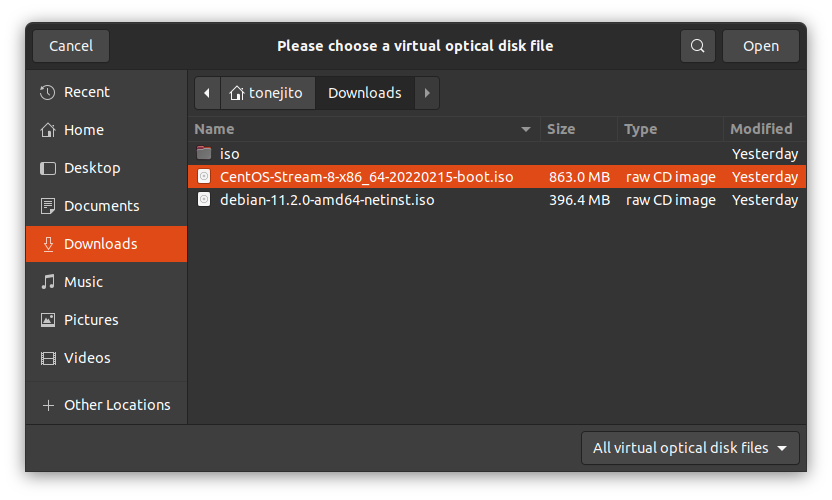 Cancel
Please choose a virtual optical disk file
Open
Recent
Home
Desktop
Documents
Downloads
Music
Pictures
Videos
Other Locations
tonejito Downloads
Name Size Type Modified
iso Yesterday
CentOS-Stream-8-x86_64-20220215-boot.iso 863.0 MB raw CD image Yesterday
debian-11.2.0-amd64-netinst.iso 396.4 MB raw CD image Yesterday
All virtual optical disk files